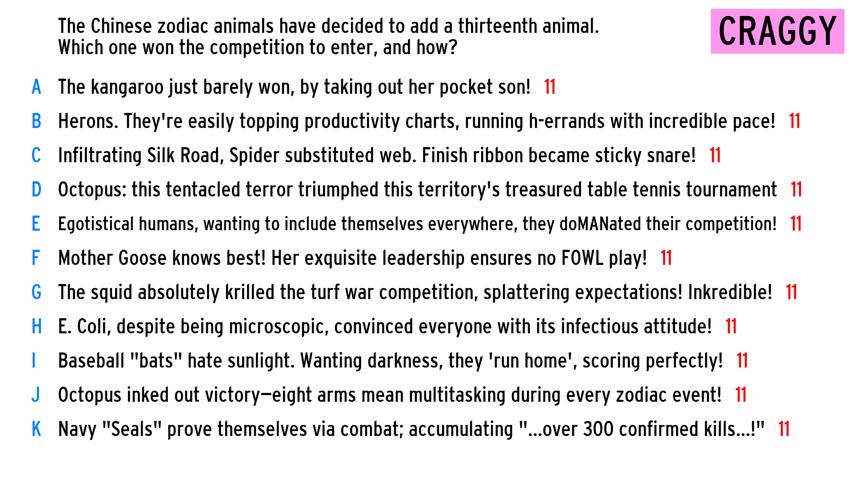 The Chinese zodiac animals have decided to add a thirteenth animal.
Which one won the competition to enter, and how?
CRAGGY
A The kangaroo just barely won, by taking out her pocket son! 11
B Herons. They're easily topping productivity charts, running h-errands with incredible pace! 11
C Infiltrating Silk Road, Spider substituted web. Finish ribbon became sticky snare! 11
D Octopus: this tentacled terror triumphed this territory's treasured table tennis tournament 11
E Egotistical humans, wanting to include themselves everywhere, they doMANated their competition! 11
F Mother Goose knows best! Her exquisite leadership ensures no FOWL play! 11
G The squid absolutely krilled the turf war competition, splattering expectations! Inkredible! 11
H E. Coli, despite being microscopic, convinced everyone with its infectious attitude! 11
I Baseball "bats" hate sunlight. Wanting darkness, they 'run home', scoring perfectly! 11
J Octopus inked out victory—eight arms mean multitasking during every zodiac event! 11
K Navy "Seals" prove themselves via combat; accumulating "...over 300 confirmed kills...!" 11